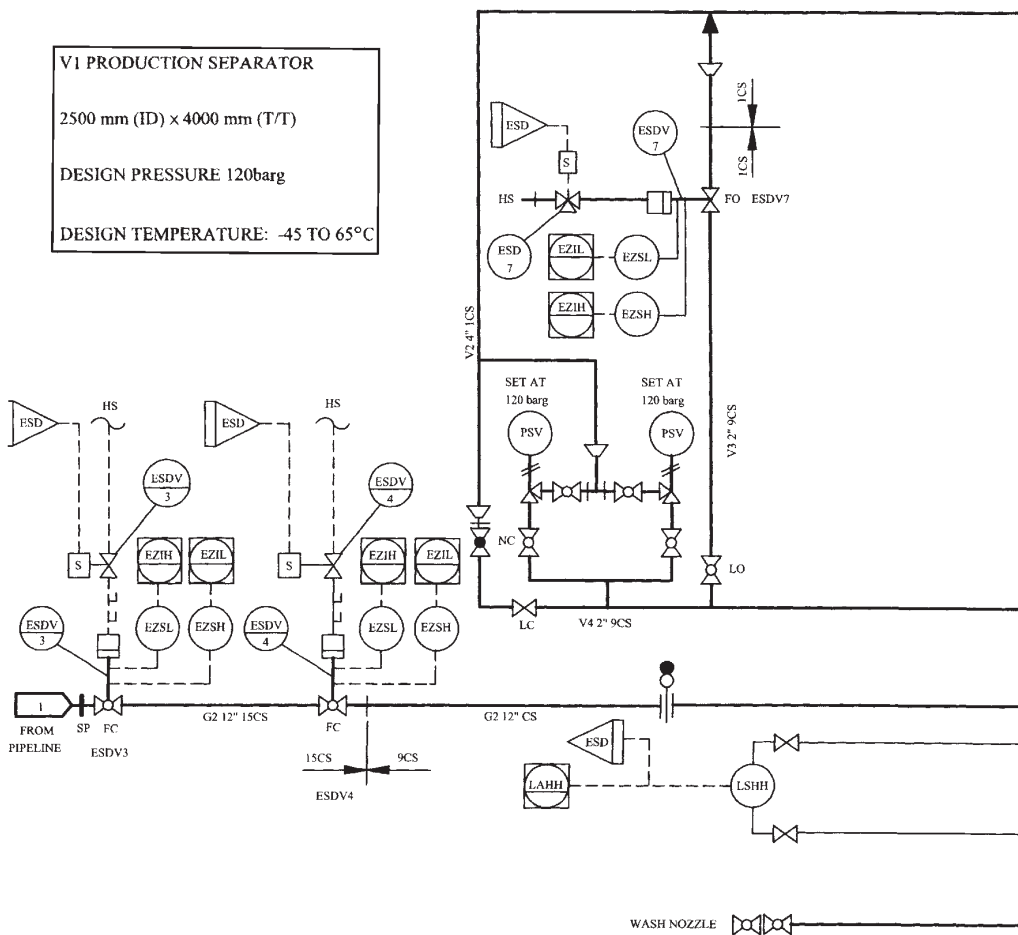 V1 PRODUCTION SEPARATOR
2500 mm (ID) x 4000 mm (T/T)
DESIGN PRESSURE 120barg
DESIGN TEMPERATURE: -45 TO 65°C
ESD
S
HS
ESD
7
ESDV
7
1CS
1CS
FO ESDV7
EZIL
EZSL
EZIH
EZSH
V2 4" 1CS
V3 2" 9CS
SET AT
120 barg
SET AT
120 barg
PSV
PSV
NC
LO
LC
V4 2" 9CS
ESD
HS
ESD
HS
ESDV
3
ESDV
4
S
S
EZIH
EZIL
EZIH
EZIL
ESDV
3
EZSL
EZSH
ESDV
4
EZSL
EZSH
1
FROM
PIPELINE
SP
FC
ESDV3
G2 12" 15CS
FC
G2 12" CS
15CS
9CS
ESDV4
ESD
LAHH
LSHH
WASH NOZZLE